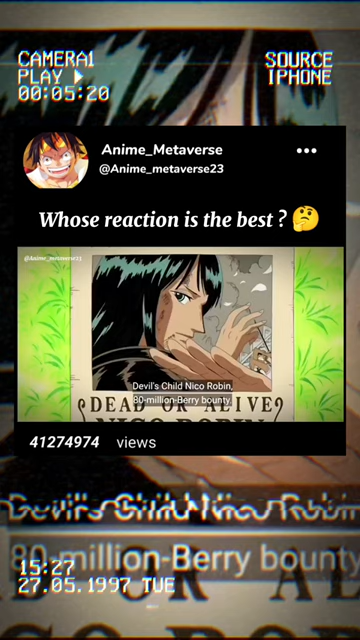 CAMERA1
PLAY ▶
00:05:20
SOURCE
IPHONE
Anime_Metaverse
@Anime_metaverse23
Whose reaction is the best ? 🤔
@Anime_metaverse23
Devil's Child Nico Robin,
80-million-Berry bounty.
DEAD OR ALIVE
NICO ROBIN
41274974 views
Devil's Child Nico Robin
80-million-Berry bounty
15:27
27.05.1997 TUE